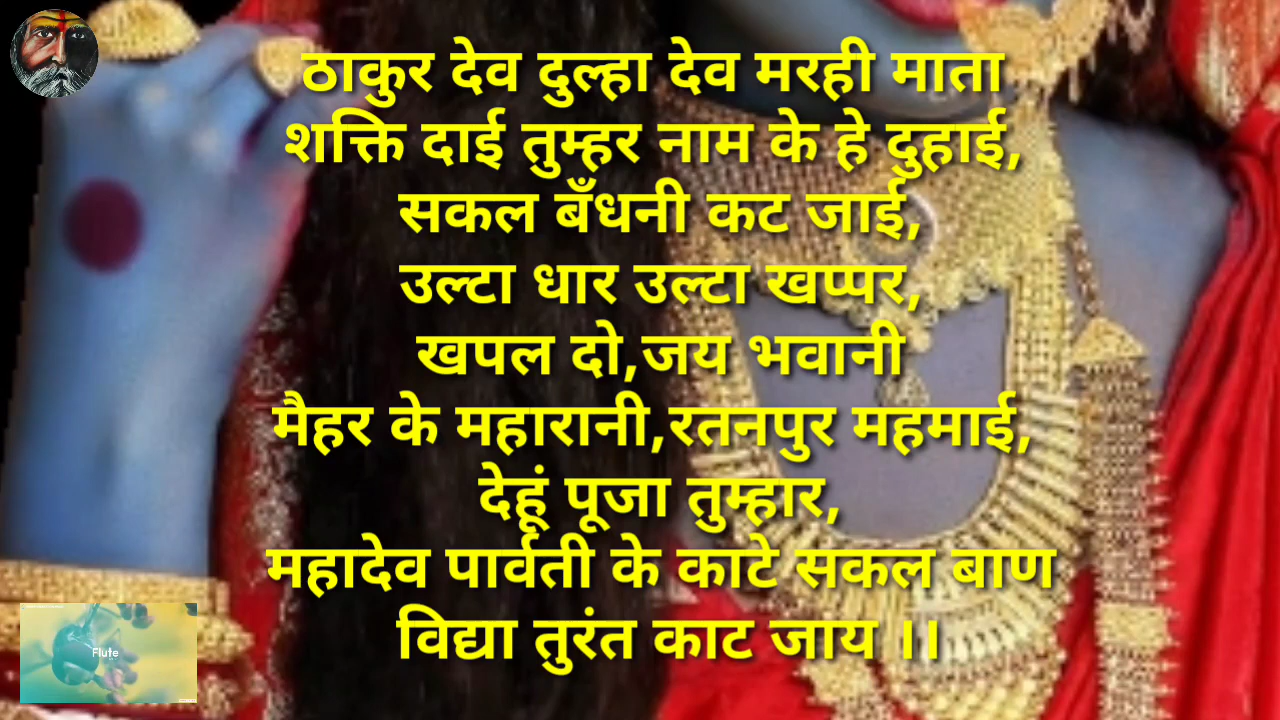 ठाकुर देव दुल्हा देव मरही माता
शक्ति दाई तुम्हर नाम के हे दुहाई,
सकल बँधनी कट जाई,
उल्टा धार उल्टा खप्पर,
खपल दो,जय भवानी
मैहर के महारानी,रतनपुर महमाई,
देहूं पूजा तुम्हार,
महादेव पार्वती के काटे सकल बाण
विद्या तुरंत काट जाय ।।
Flute